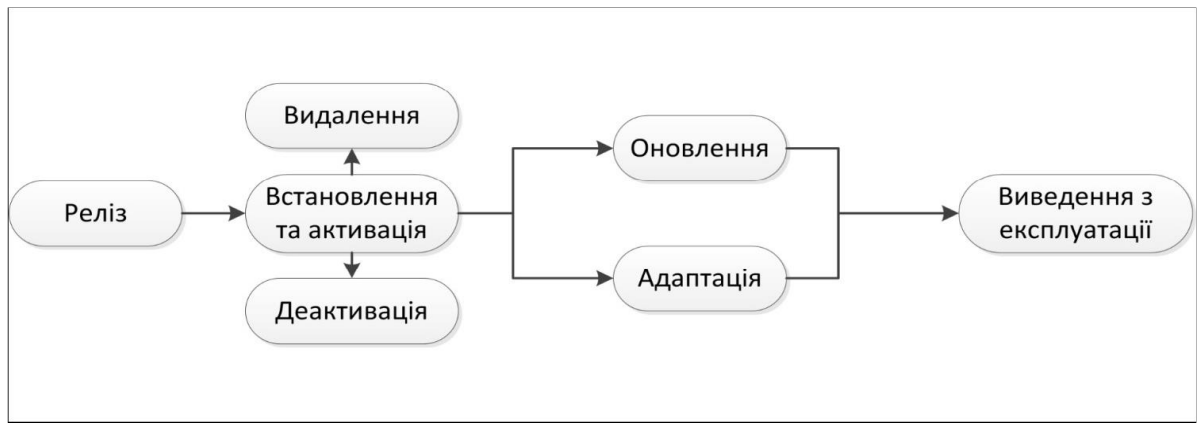 Реліз
Видалення
Встановлення
та активація
Деактивація
Оновлення
Адаптація
Виведення з
експлуатації